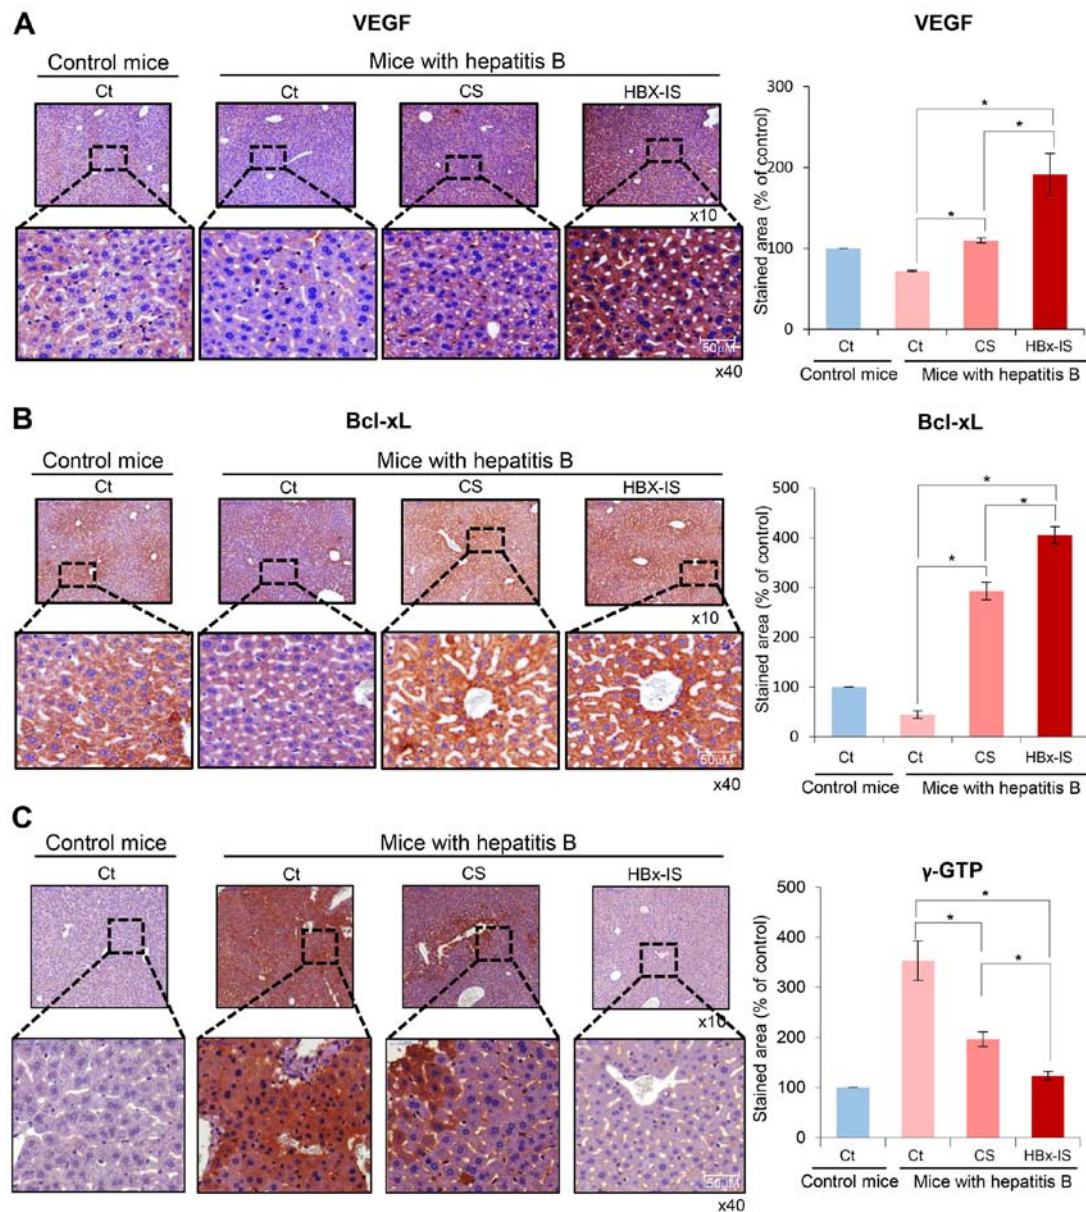 A
VEGF
Control mice
Mice with hepatitis B
Ct
Ct
CS
HBX-IS
x10
50µM
x40
VEGF
Stained area (% of control)
300
200
100
0
Ct
Ct
CS
HBx-IS
Control mice
Mice with hepatitis B
*
*
*
B
Bcl-xL
Control mice
Mice with hepatitis B
Ct
Ct
CS
HBX-IS
x10
50µM
x40
Bcl-xL
Stained area (% of control)
500
400
300
200
100
0
Ct
Ct
CS
HBx-IS
Control mice
Mice with hepatitis B
*
*
*
C
Control mice
Mice with hepatitis B
Ct
Ct
CS
HBx-IS
x10
50µM
x40
γ-GTP
Stained area (% of control)
500
400
300
200
100
0
Ct
Ct
CS
HBx-IS
Control mice
Mice with hepatitis B
*
*
*